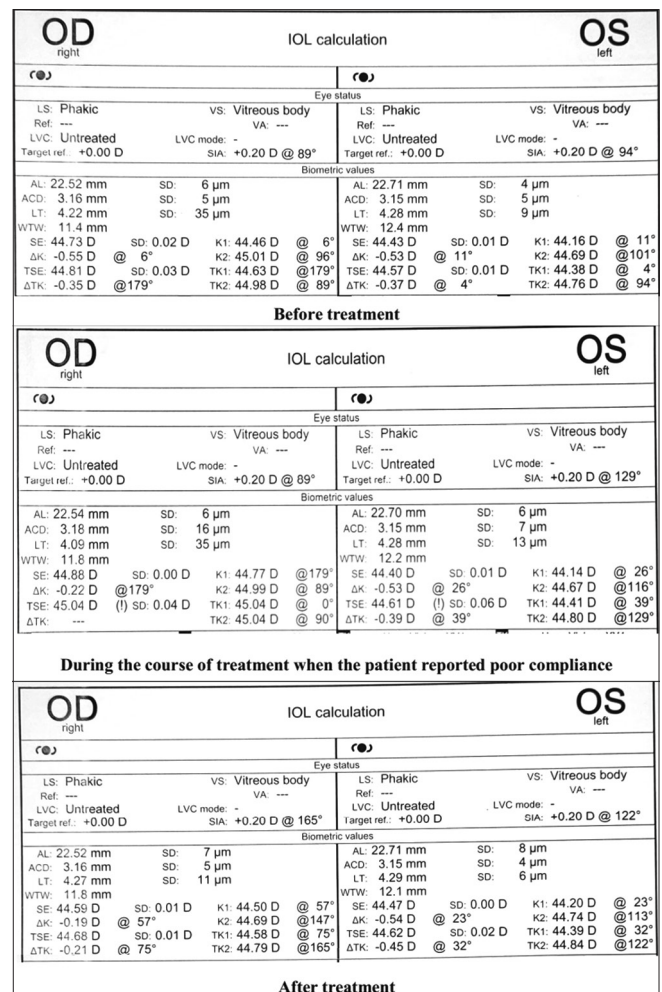 OD OS
right IOL calculation left
Eye status
LS: Phakic VS: Vitreous body LS: Phakic VS: Vitreous body
Ref: --- VA: --- Ref: --- VA: ---
LVC: Untreated LVC mode: - LVC: Untreated LVC mode: -
Target ref.: +0.00 D SIA: +0.20 D @ 89° Target ref.: +0.00 D SIA: +0.20 D @ 94°
Biometric values
AL: 22.52 mm SD: 6 µm AL: 22.71 mm SD: 4 µm
ACD: 3.16 mm SD: 5 µm ACD: 3.15 mm SD: 5 µm
LT: 4.22 mm SD: 35 µm LT: 4.28 mm SD: 9 µm
WTW: 11.4 mm WTW: 12.4 mm
SE: 44.73 D SD: 0.02 D K1: 44.46 D @ 6° SE: 44.43 D SD: 0.01 D K1: 44.16 D @ 11°
ΔK: -0.55 D @ 6° K2: 45.01 D @ 96° ΔK: -0.53 D @ 11° K2: 44.69 D @101°
TSE: 44.81 D SD: 0.03 D TK1: 44.63 D @179° TSE: 44.57 D SD: 0.01 D TK1: 44.38 D @ 4°
ΔTK: -0.35 D @179° TK2: 44.98 D @ 89° ΔTK: -0.37 D @ 4° TK2: 44.76 D @ 94°
Before treatment
OD OS
right IOL calculation left
Eye status
LS: Phakic VS: Vitreous body LS: Phakic VS: Vitreous body
Ref: --- VA: --- Ref: --- VA: ---
LVC: Untreated LVC mode: - LVC: Untreated LVC mode: -
Target ref.: +0.00 D SIA: +0.20 D @ 89° Target ref.: +0.00 D SIA: +0.20 D @ 129°
Biometric values
AL: 22.54 mm SD: 6 µm AL: 22.70 mm SD: 6 µm
ACD: 3.18 mm SD: 16 µm ACD: 3.15 mm SD: 7 µm
LT: 4.09 mm SD: 35 µm LT: 4.28 mm SD: 13 µm
WTW: 11.8 mm WTW: 12.2 mm
SE: 44.88 D SD: 0.00 D K1: 44.77 D @179° SE: 44.40 D SD: 0.01 D K1: 44.14 D @ 26°
ΔK: -0.22 D @179° K2: 44.99 D @ 89° ΔK: -0.53 D @ 26° K2: 44.67 D @116°
TSE: 45.04 D (!) SD: 0.04 D TK1: 45.04 D @ 0° TSE: 44.61 D (!) SD: 0.06 D TK1: 44.41 D @ 39°
ΔTK: --- TK2: 45.04 D @ 90° ΔTK: -0.39 D @ 39° TK2: 44.80 D @129°
During the course of treatment when the patient reported poor compliance
OD OS
right IOL calculation left
Eye status
LS: Phakic VS: Vitreous body LS: Phakic VS: Vitreous body
Ref: --- VA: --- Ref: --- VA: ---
LVC: Untreated LVC mode: - LVC: Untreated LVC mode: -
Target ref.: +0.00 D SIA: +0.20 D @ 165° Target ref.: +0.00 D SIA: +0.20 D @ 122°
Biometric values
AL: 22.52 mm SD: 7 µm AL: 22.71 mm SD: 8 µm
ACD: 3.16 mm SD: 5 µm ACD: 3.15 mm SD: 4 µm
LT: 4.27 mm SD: 11 µm LT: 4.29 mm SD: 6 µm
WTW: 11.8 mm WTW: 12.1 mm
SE: 44.59 D SD: 0.01 D K1: 44.50 D @ 57° SE: 44.47 D SD: 0.00 D K1: 44.20 D @ 23°
ΔK: -0.19 D @ 57° K2: 44.69 D @147° ΔK: -0.54 D @ 23° K2: 44.74 D @113°
TSE: 44.68 D SD: 0.01 D TK1: 44.58 D @ 75° TSE: 44.62 D SD: 0.02 D TK1: 44.39 D @ 32°
ΔTK: -0.21 D @ 75° TK2: 44.79 D @165° ΔTK: -0.45 D @ 32° TK2: 44.84 D @122°
After treatment